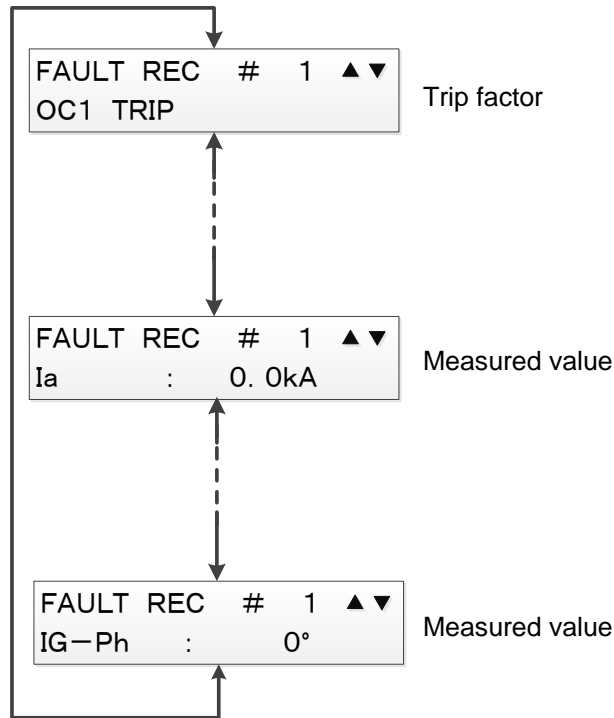 FAULT REC # 1 ▲ ▼
OC1 TRIP
Trip factor
FAULT REC # 1 ▲ ▼
Ia : 0. 0kA
Measured value
FAULT REC # 1 ▲ ▼
IG－Ph : 0°
Measured value